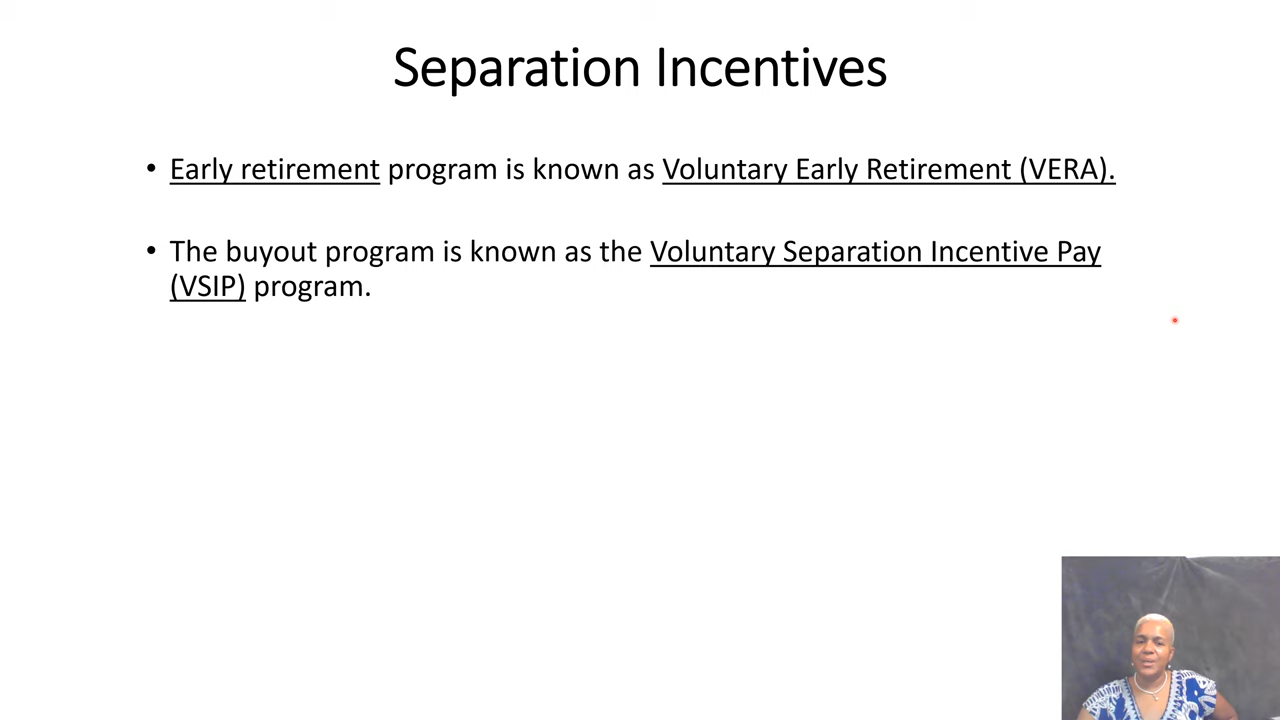 Separation Incentives
• Early retirement program is known as Voluntary Early Retirement (VERA).
• The buyout program is known as the Voluntary Separation Incentive Pay
(VSIP) program.